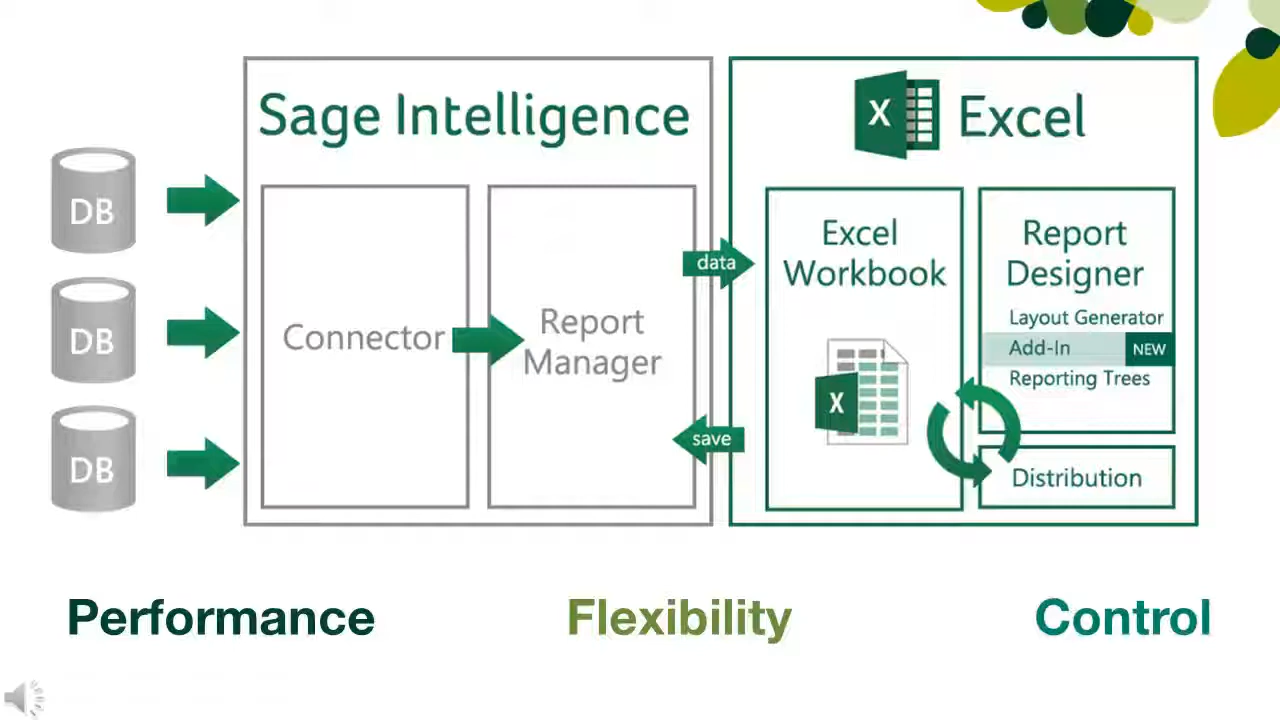 Sage Intelligence
X
Excel
DB
DB
DB
Connector
Report
Manager
data
save
Excel
Workbook
X
Report
Designer
Layout Generator
Add-In NEW
Reporting Trees
Distribution
Performance
Flexibility
Control